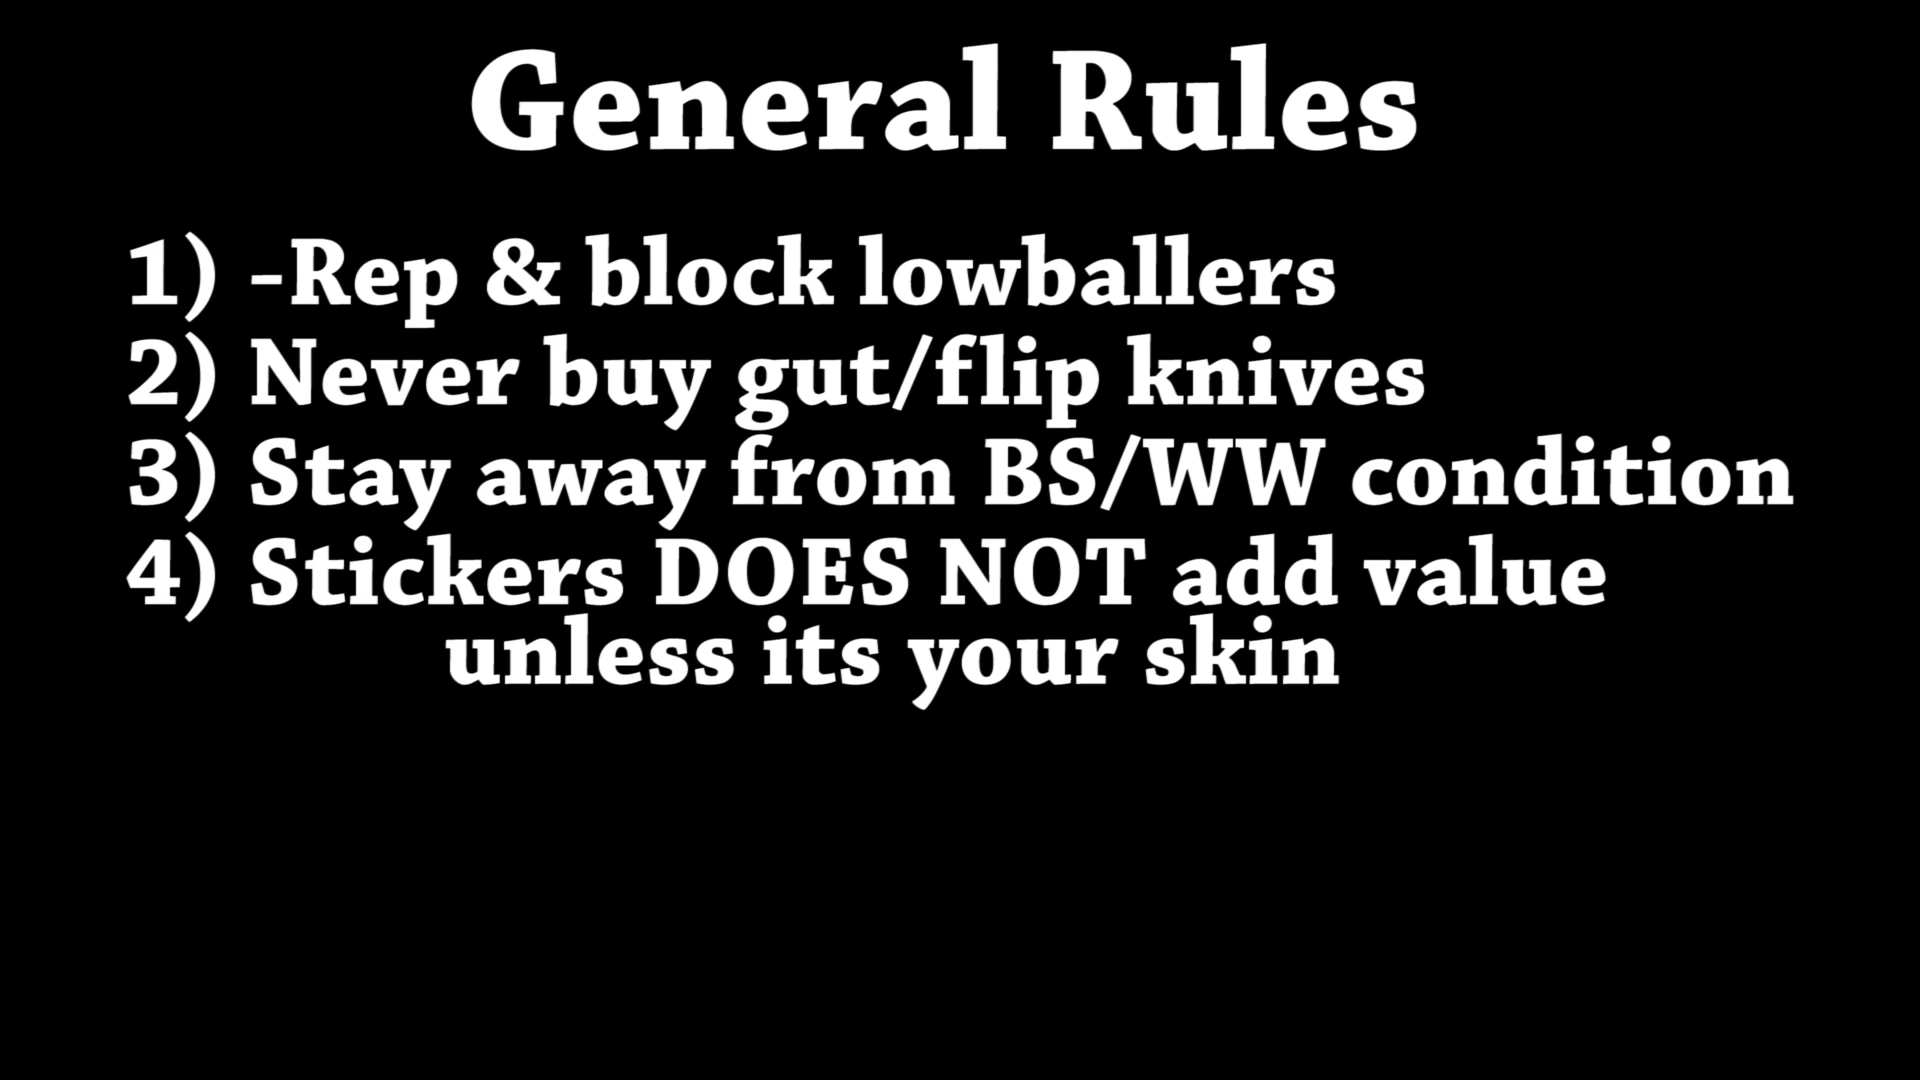 General Rules
1) -Rep & block lowballers
2) Never buy gut/flip knives
3) Stay away from BS/WW condition
4) Stickers DOES NOT add value
unless its your skin